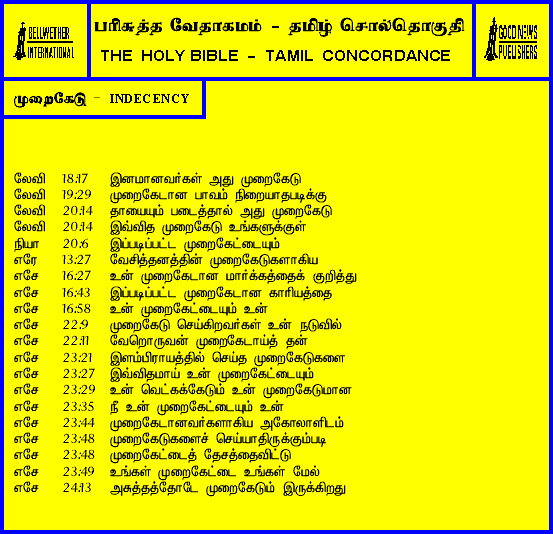 BELLWETHER
INTERNATIONAL
பரிசுத்த வேதாகமம் - தமிழ் சொல்தொகுதி
THE HOLY BIBLE - TAMIL CONCORDANCE
GOOD NEWS
PUBLISHERS
முறைகேடு - INDECENCY
லேவி 18:17 இனமானவர்கள் அது முறைகேடு
லேவி 19:29 முறைகேடான பாவம் நிறையாதபடிக்கு
லேவி 20:14 தாயையும் படைத்தால் அது முறைகேடு
லேவி 20:14 இவ்வித முறைகேடு உங்களுக்குள்
நியா 20:6 இப்படிப்பட்ட முறைகேட்டையும்
எரே 13:27 வேசித்தனத்தின் முறைகேடுகளாகிய
எசே 16:27 உன் முறைகேடான மார்க்கத்தைக் குறித்து
எசே 16:43 இப்படிப்பட்ட முறைகேடான காரியத்தை
எசே 16:58 உன் முறைகேட்டையும் உன்
எசே 22:9 முறைகேடு செய்கிறவர்கள் உன் நடுவில்
எசே 22:11 வேறொருவன் முறைகேடாய்த் தன்
எசே 23:21 இளம்பிராயத்தில் செய்த முறைகேடுகளை
எசே 23:27 இவ்விதமாய் உன் முறைகேட்டையும்
எசே 23:29 உன் வெட்கக்கேடும் உன் முறைகேடுமான
எசே 23:35 நீ உன் முறைகேட்டையும் உன்
எசே 23:44 முறைகேடானவர்களாகிய அகோலாளிடம்
எசே 23:48 முறைகேடுகளைச் செய்யாதிருக்கும்படி
எசே 23:48 முறைகேட்டைத் தேசத்தைவிட்டு
எசே 23:49 உங்கள் முறைகேட்டை உங்கள் மேல்
எசே 24:13 அசுத்தத்தோடே முறைகேடும் இருக்கிறது